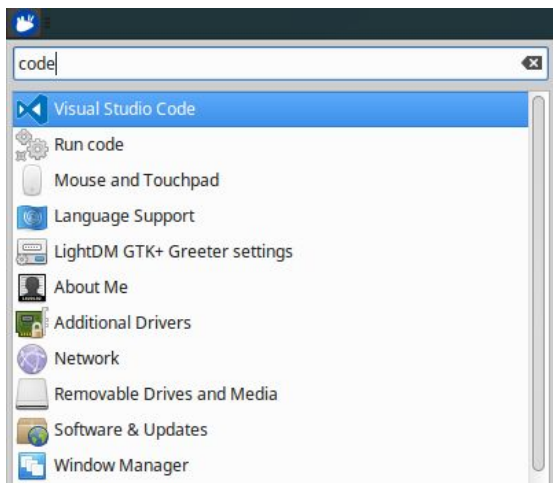 code
Visual Studio Code
Run code
Mouse and Touchpad
Language Support
LightDM GTK+ Greeter settings
About Me
Additional Drivers
Network
Removable Drives and Media
Software & Updates
Window Manager